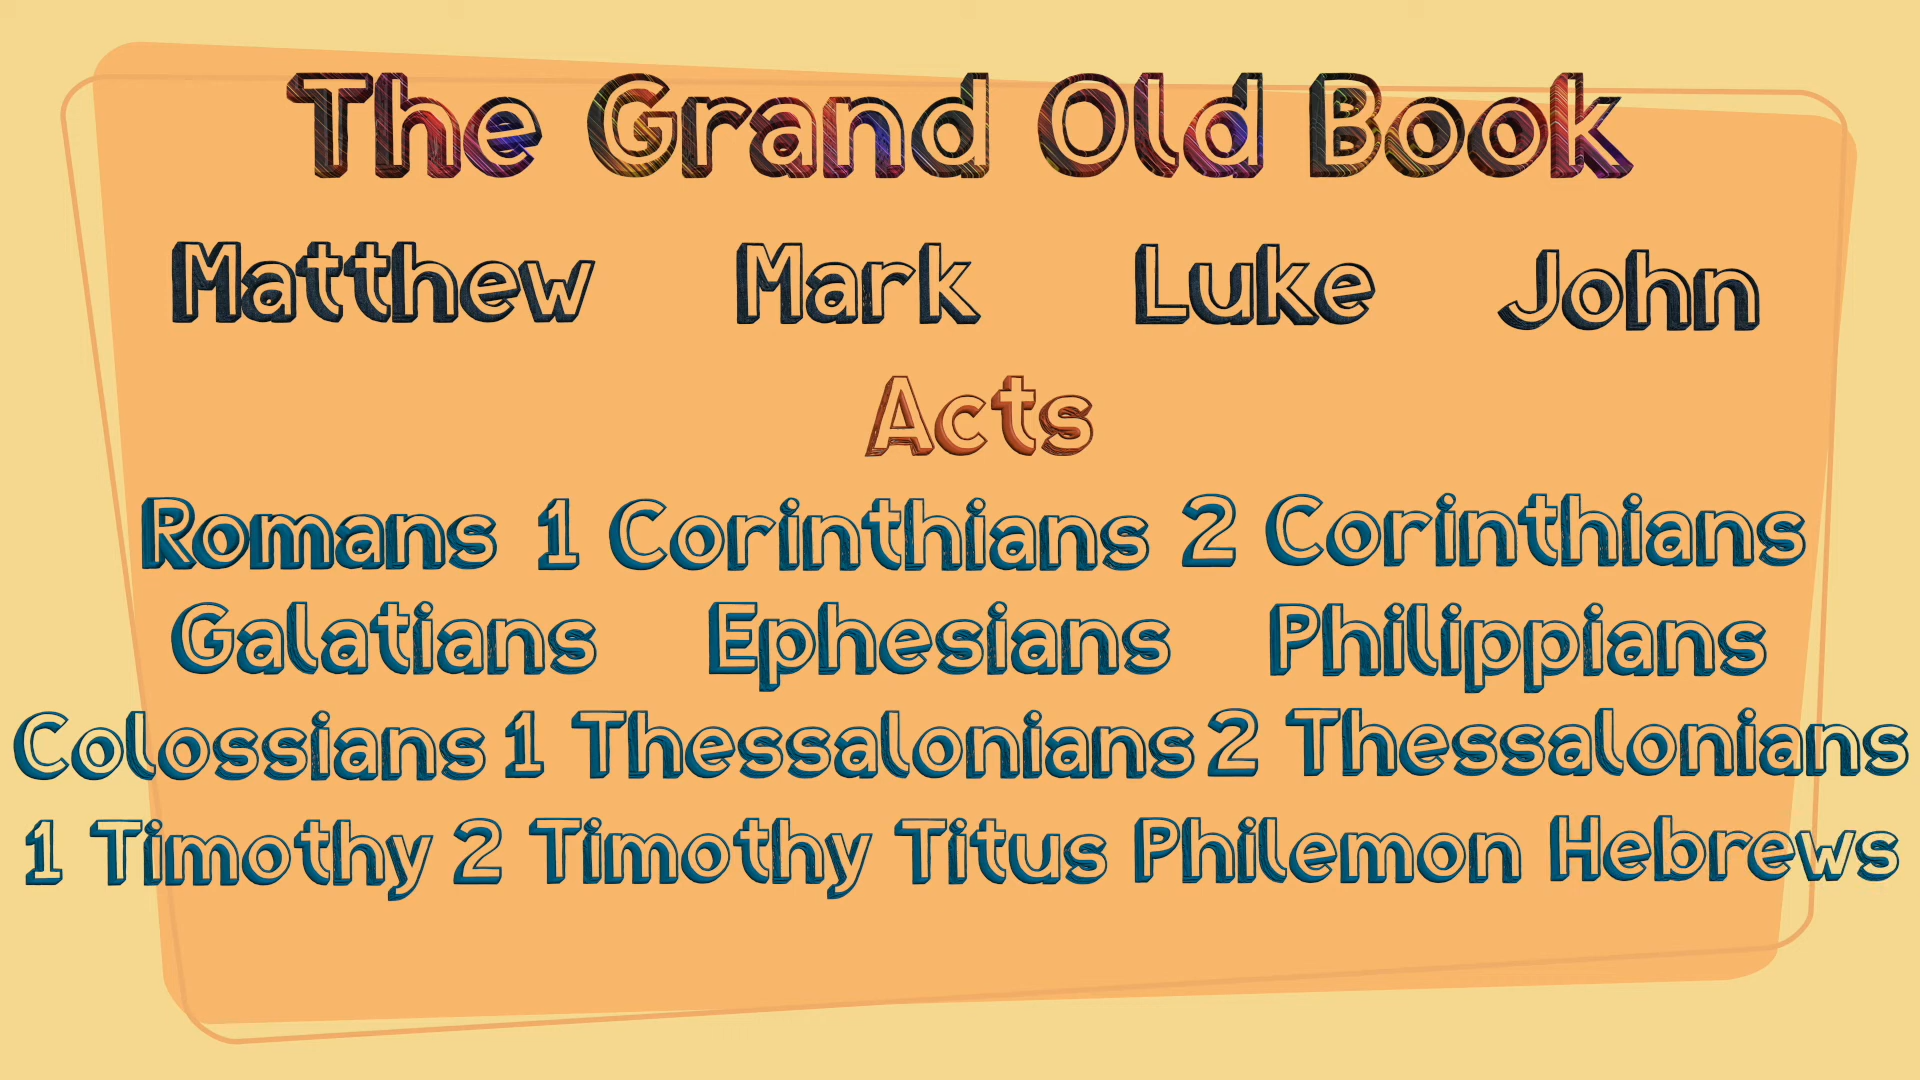 The Grand Old Book
Matthew Mark Luke John
Acts
Romans 1 Corinthians 2 Corinthians
Galatians Ephesians Philippians
Colossians 1 Thessalonians 2 Thessalonians
1 Timothy 2 Timothy Titus Philemon Hebrews